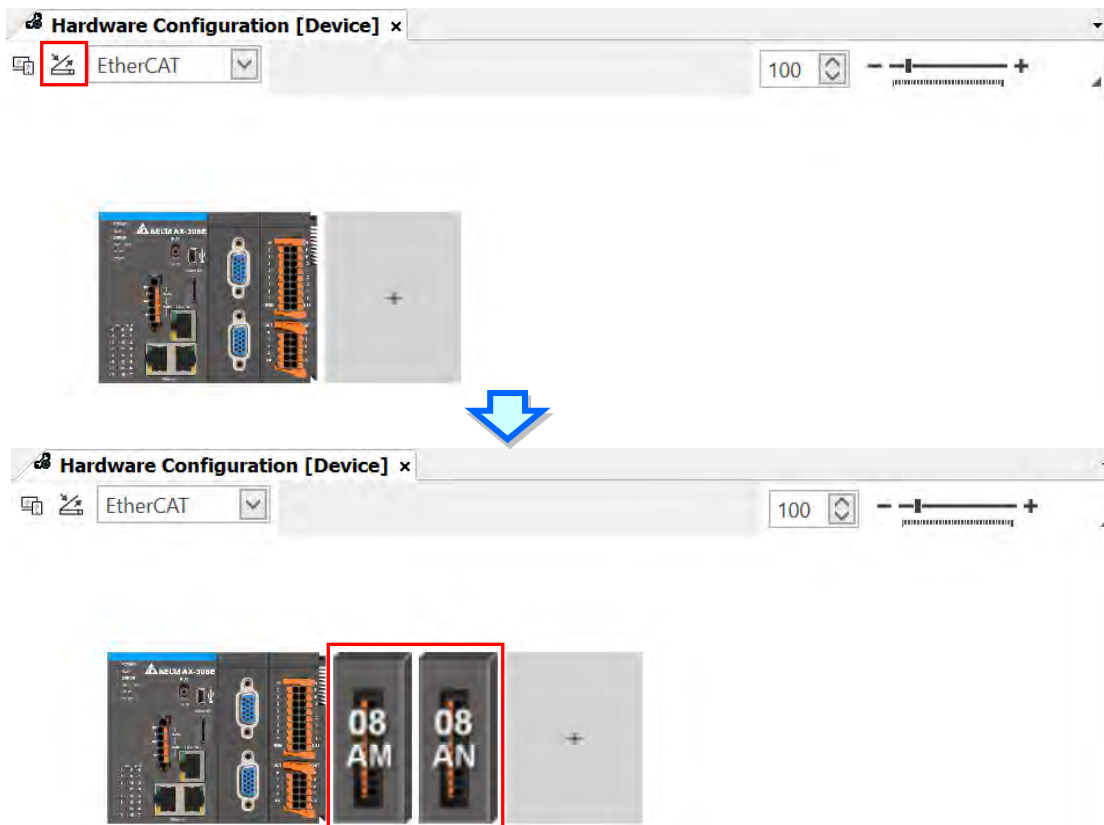 Hardware Configuration [Device] ×
EtherCAT
100
− +
DELTA AX-308E
+
Hardware Configuration [Device] ×
EtherCAT
100
− +
DELTA AX-308E
08 08
AM AN
+